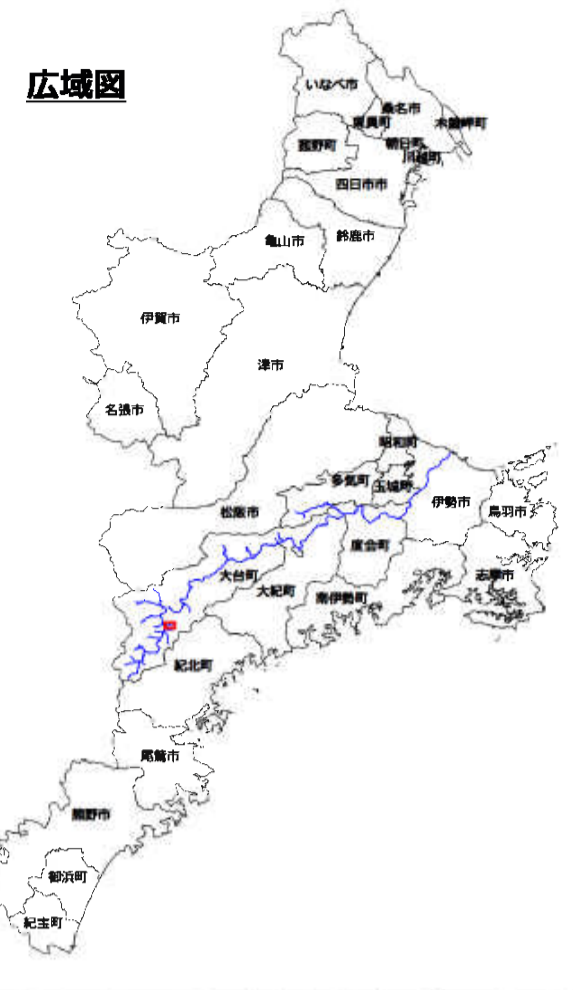 広域図
いなべ市
桑名市
東員町
木曽岬町
菰野町
朝日町
川越町
四日市市
亀山市
鈴鹿市
伊賀市
津市
名張市
昭和町
多気町
玉城町
松阪市
伊勢市
鳥羽市
度会町
大台町
志摩市
大紀町
南伊勢町
紀北町
尾鷲市
熊野市
御浜町
紀宝町